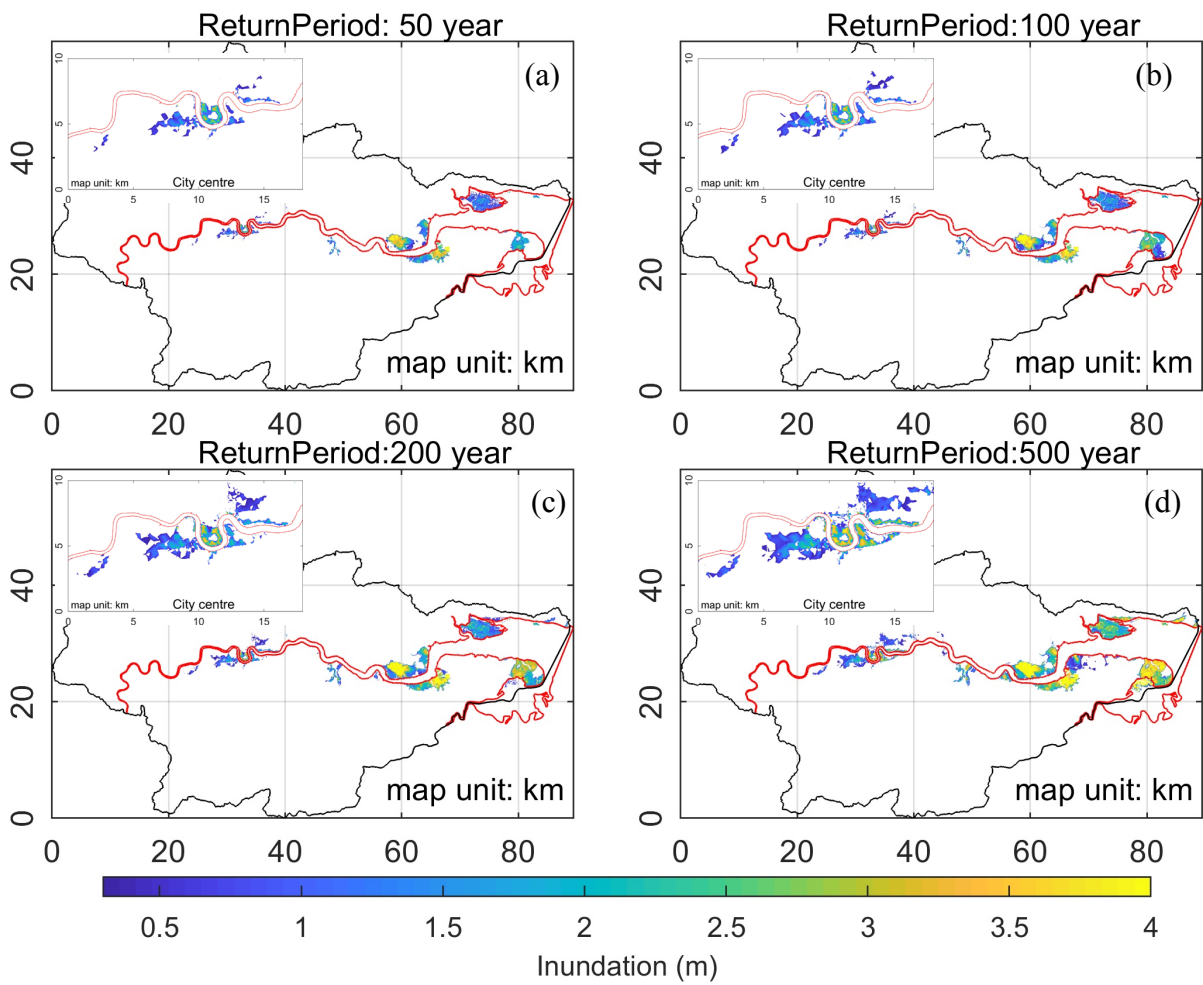 ReturnPeriod: 50 year
ReturnPeriod:100 year
(a)
(b)
10
5
0
map unit: km
City centre
0 5 10 15
10
5
0
map unit: km
City centre
0 5 10 15
40
20
0
map unit: km
0 20 40 60 80
40
20
0
map unit: km
0 20 40 60 80
ReturnPeriod:200 year
ReturnPeriod:500 year
(c)
(d)
10
5
0
map unit: km
City centre
0 5 10 15
10
5
0
map unit: km
City centre
0 5 10 15
40
20
0
map unit: km
0 20 40 60 80
40
20
0
map unit: km
0 20 40 60 80
0.5 1 1.5 2 2.5 3 3.5 4
Inundation (m)